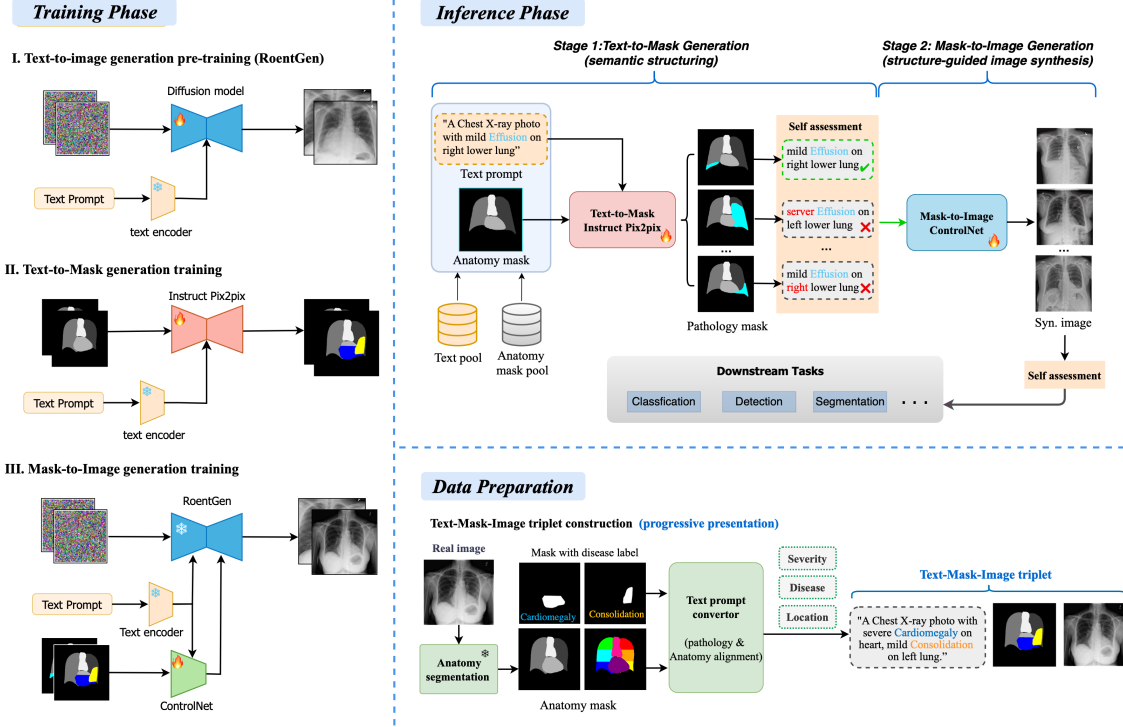 Training Phase
I. Text-to-image generation pre-training (RoentGen)
Diffusion model
Text Prompt
text encoder
II. Text-to-Mask generation training
Instruct Pix2pix
Text Prompt
text encoder
III. Mask-to-Image generation training
RoentGen
Text Prompt
Text encoder
ControlNet
Inference Phase
Stage 1:Text-to-Mask Generation
(semantic structuring)
Stage 2: Mask-to-Image Generation
(structure-guided image synthesis)
"A Chest X-ray photo
with mild Effusion on
right lower lung”
Text prompt
Anatomy mask
Text pool
Anatomy
mask pool
Text-to-Mask
Instruct Pix2pix
...
Pathology mask
Self assessment
mild Effusion on
right lower lung
server Effusion on
left lower lung
...
mild Effusion on
right lower lung
Mask-to-Image
ControlNet
...
Syn. image
Self assessment
Downstream Tasks
Classfication
Detection
Segmentation
. . .
Data Preparation
Text-Mask-Image triplet construction (progressive presentation)
Real image
Mask with disease label
Cardiomegaly
Consolidation
Anatomy
segmentation
Anatomy mask
Text prompt
convertor
(pathology &
Anatomy alignment)
Severity
Disease
Location
Text-Mask-Image triplet
"A Chest X-ray photo with
severe Cardiomegaly on
heart, mild Consolidation
on left lung.”